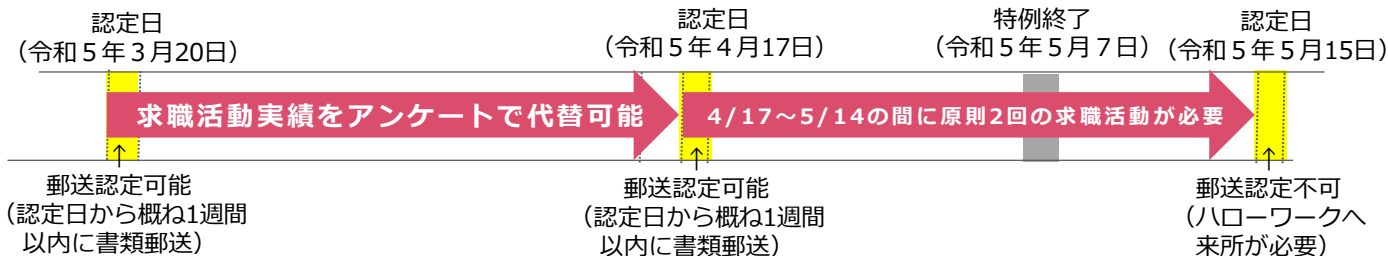 認定日
（令和５年３月20日）
認定日
（令和５年４月17日）
特例終了
（令和５年５月７日）
認定日
（令和５年５月15日）
求職活動実績をアンケートで代替可能
4/17～5/14の間に原則2回の求職活動が必要
↑
郵送認定可能
（認定日から概ね1週間
以内に書類郵送）
↑
郵送認定可能
（認定日から概ね1週間
以内に書類郵送）
↑
郵送認定不可
（ハローワークへ
来所が必要）